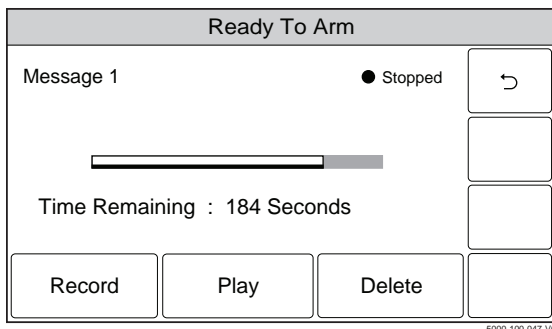 Ready To Arm
Message 1
Stopped
Time Remaining : 184 Seconds
Record
Play
Delete